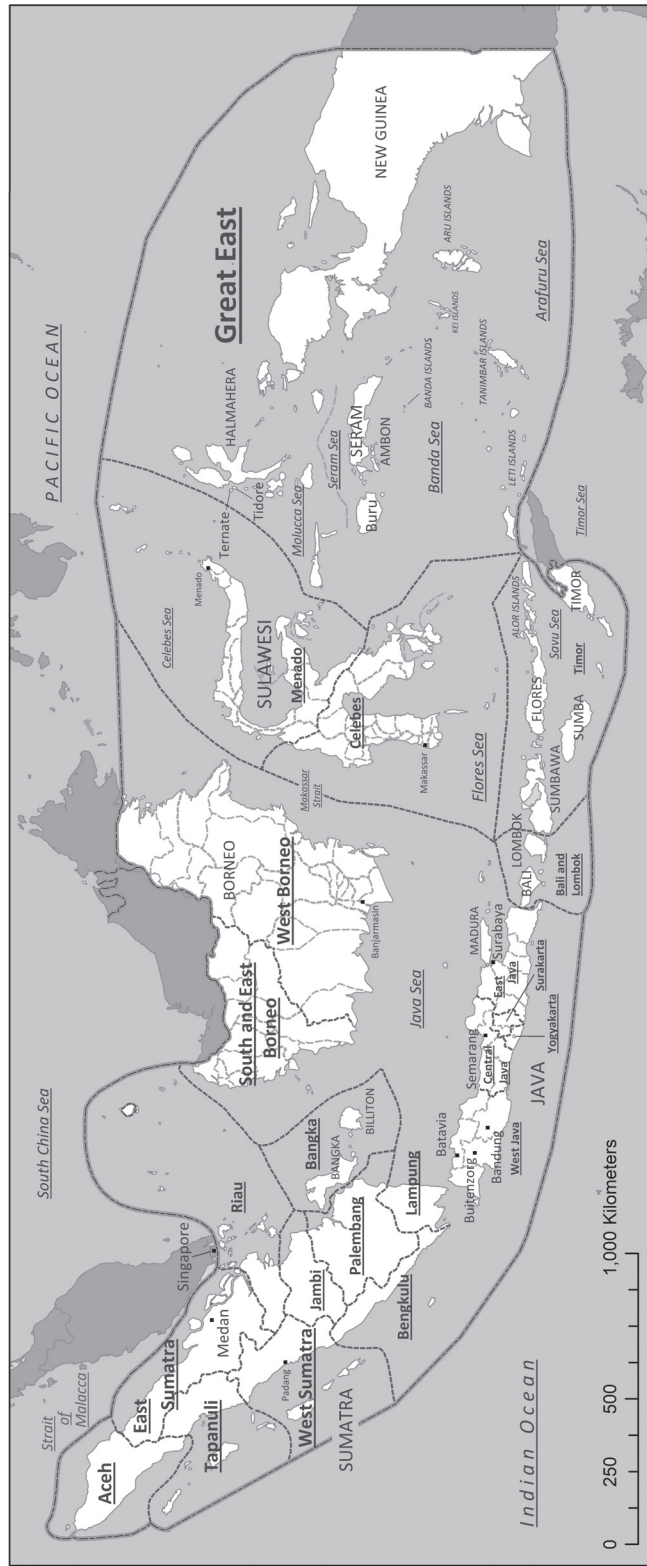 PACIFIC OCEAN
South China Sea
Strait
of
Malacca
Aceh
East
Sumatra
Tapanuli
Medan
Singapore
Riau
Padang
West Sumatra
SUMATRA
Jambi
Palembang
Bengkulu
Lampung
Bangka
BANGKA
BILLITON
South and East
Borneo
BORNEO
West Borneo
Banjarmasin
Java Sea
Batavia
Buitenzorg
Bandung
West Java
Semarang
Central
Java
JAVA
Yogyakarta
Surakarta
East
Java
MADURA
Surabaya
BALI
LOMBOK
Bali and
Lombok
SUMBAWA
FLORES
SUMBA
ALOR ISLANDS
Savu Sea
Timor
TIMOR
Timor Sea
Flores Sea
Makassar
Strait
Makassar
Celebes
Menado
SULAWESI
Menado
Celebes Sea
Ternate
Tidore
HALMAHERA
Molucca Sea
Seram Sea
Buru
SERAM
AMBON
Banda Sea
BANDA ISLANDS
LETI ISLANDS
TANIMBAR ISLANDS
KEI ISLANDS
ARU ISLANDS
Arafuru Sea
Great East
NEW GUINEA
Indian Ocean
0 250 500 1,000 Kilometers